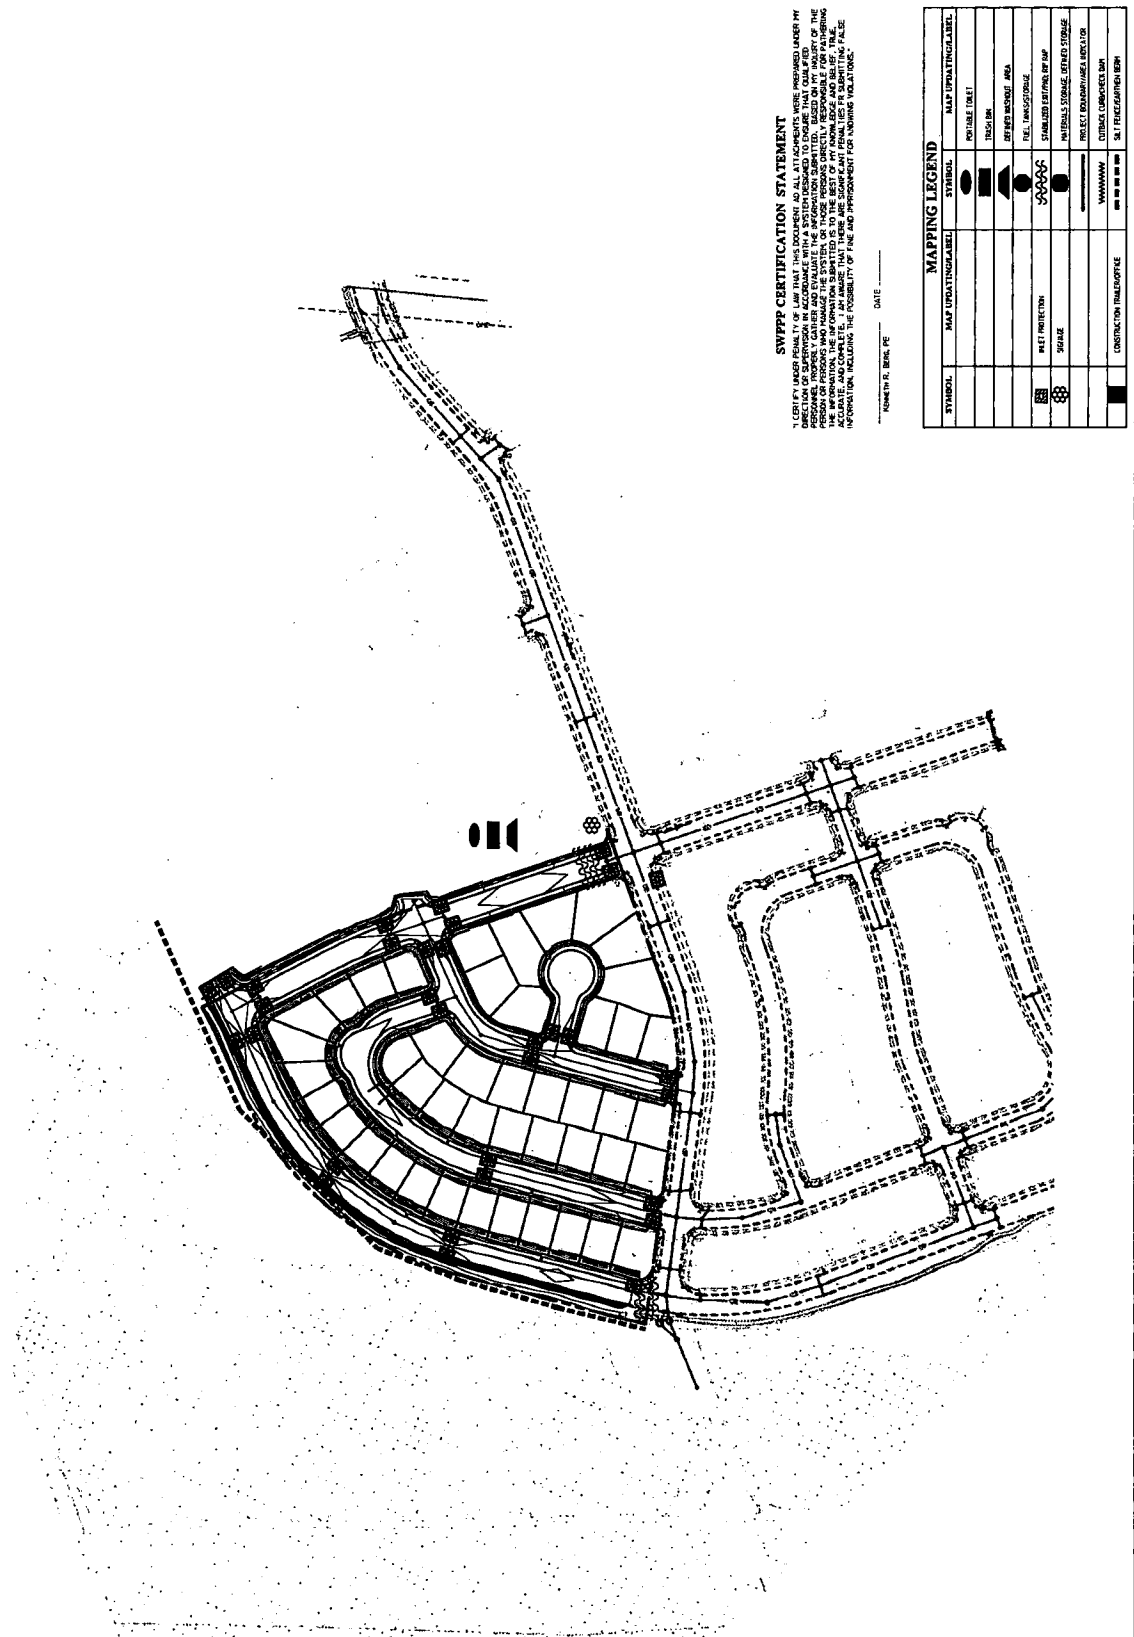 SWPPP CERTIFICATION STATEMENT
"I CERTIFY UNDER PENALTY OF LAW THAT THIS DOCUMENT AD ALL ATTACHMENTS WERE PREPARED UNDER MY
DIRECTION OR SUPERVISION IN ACCORDANCE WITH A SYSTEM DESIGNED TO ENSURE THAT QUALIFIED
PERSONNEL PROPERLY GATHER AND EVALUATE THE INFORMATION SUBMITTED. BASED ON MY INQUIRY OF THE
PERSON OR PERSONS WHO MANAGE THE SYSTEM, OR THOSE PERSONS DIRECTLY RESPONSIBLE FOR PATHERING
THE INFORMATION, THE INFORMATION SUBMITTED IS TO THE BEST OF MY KNOWLEDGE AND BELIEF, TRUE,
ACCURATE, AND COMPLETE. I AM AWARE THAT THERE ARE SIGNIFICANT PENALTIES FR SUBMITTING FALSE
INFORMATION, INCLUDING THE POSSIBILITY OF FINE AND IMPRISONMENT FOR KNOWING VIOLATIONS."
KENNETH R. BERG, PE DATE
MAPPING LEGEND
SYMBOL MAP UPDATING/LABEL SYMBOL MAP UPDATING/LABEL
PORTABLE TOILET
TRASH BIN
DEFINED WASHOUT AREA
FUEL TANKS/STORAGE
INLET PROTECTION STABILIZED EXIT/PAD, RIP RAP
SIGNAGE MATERIALS STORAGE, DEFINED STORAGE
PROJECT BOUNDARY/AREA INDICATOR
CUTBACK CURB/CHECK DAM
CONSTRUCTION TRAILER/OFFICE SILT FENCE/EARTHEN BERM